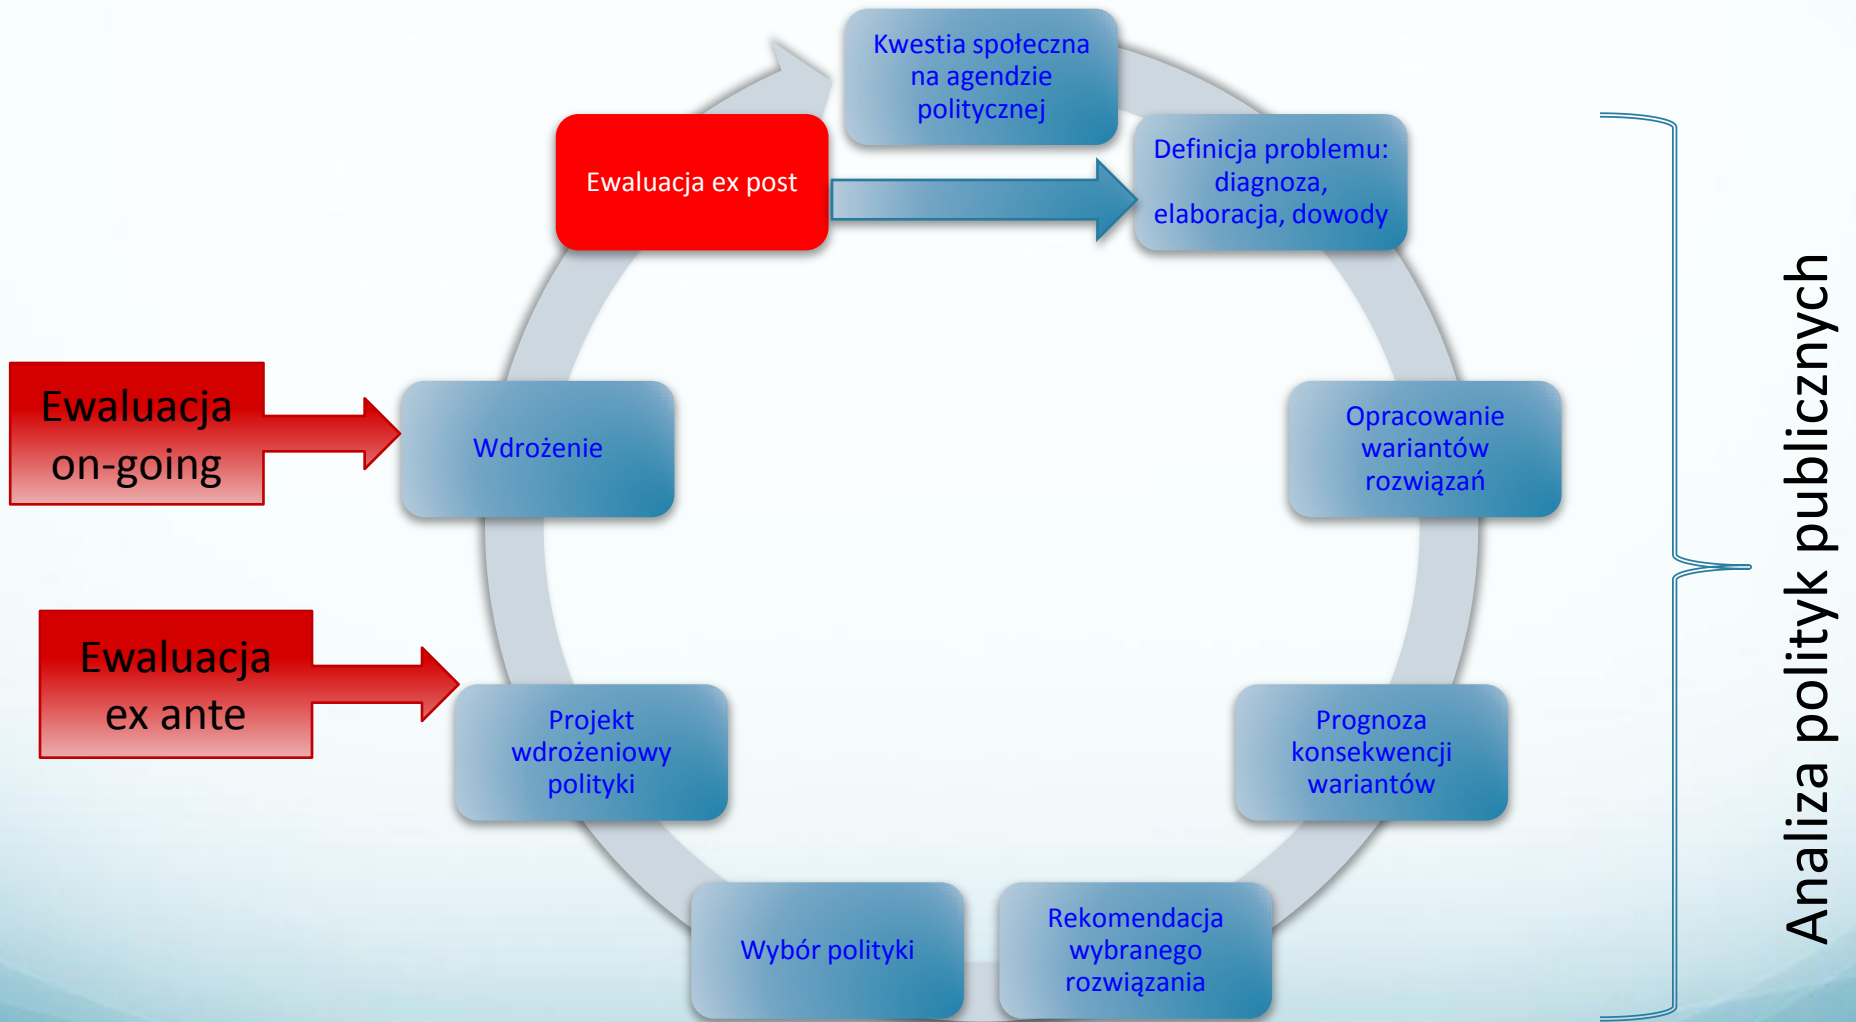 Kwestia społeczna
na agendzie
politycznej
Ewaluacja ex post
Definicja problemu:
diagnoza,
elaboracja, dowody
Ewaluacja
on-going
Wdrożenie
Opracowanie
wariantów
rozwiązań
Ewaluacja
ex ante
Projekt
wdrożeniowy
polityki
Prognoza
konsekwencji
wariantów
Wybór polityki
Rekomendacja
wybranego
rozwiązania
Analiza polityk publicznych